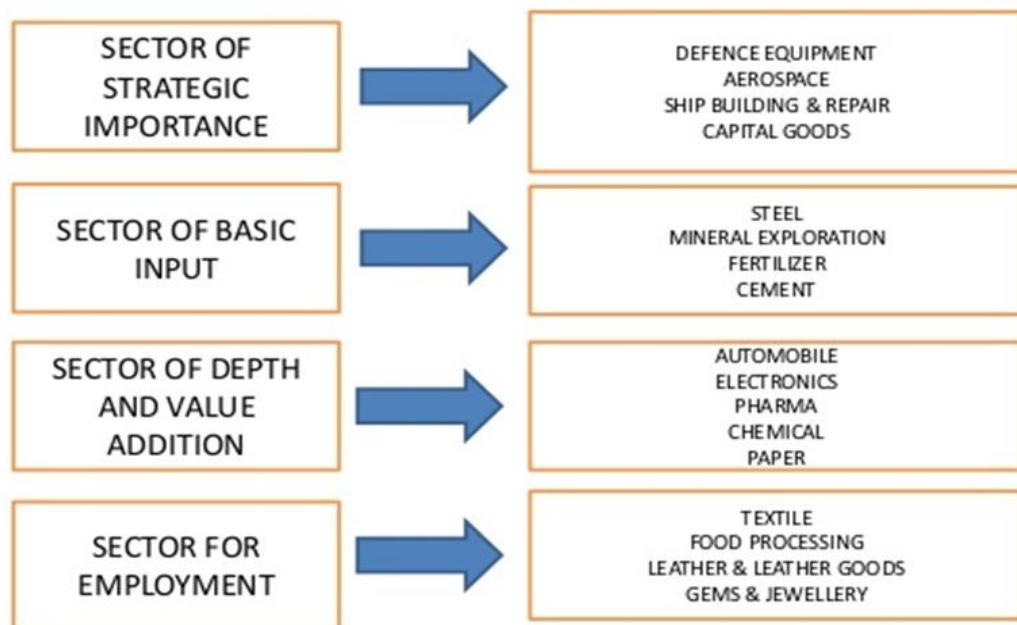 SECTOR OF
STRATEGIC
IMPORTANCE
DEFENCE EQUIPMENT
AEROSPACE
SHIP BUILDING & REPAIR
CAPITAL GOODS
SECTOR OF BASIC
INPUT
STEEL
MINERAL EXPLORATION
FERTILIZER
CEMENT
SECTOR OF DEPTH
AND VALUE
ADDITION
AUTOMOBILE
ELECTRONICS
PHARMA
CHEMICAL
PAPER
SECTOR FOR
EMPLOYMENT
TEXTILE
FOOD PROCESSING
LEATHER & LEATHER GOODS
GEMS & JEWELLERY